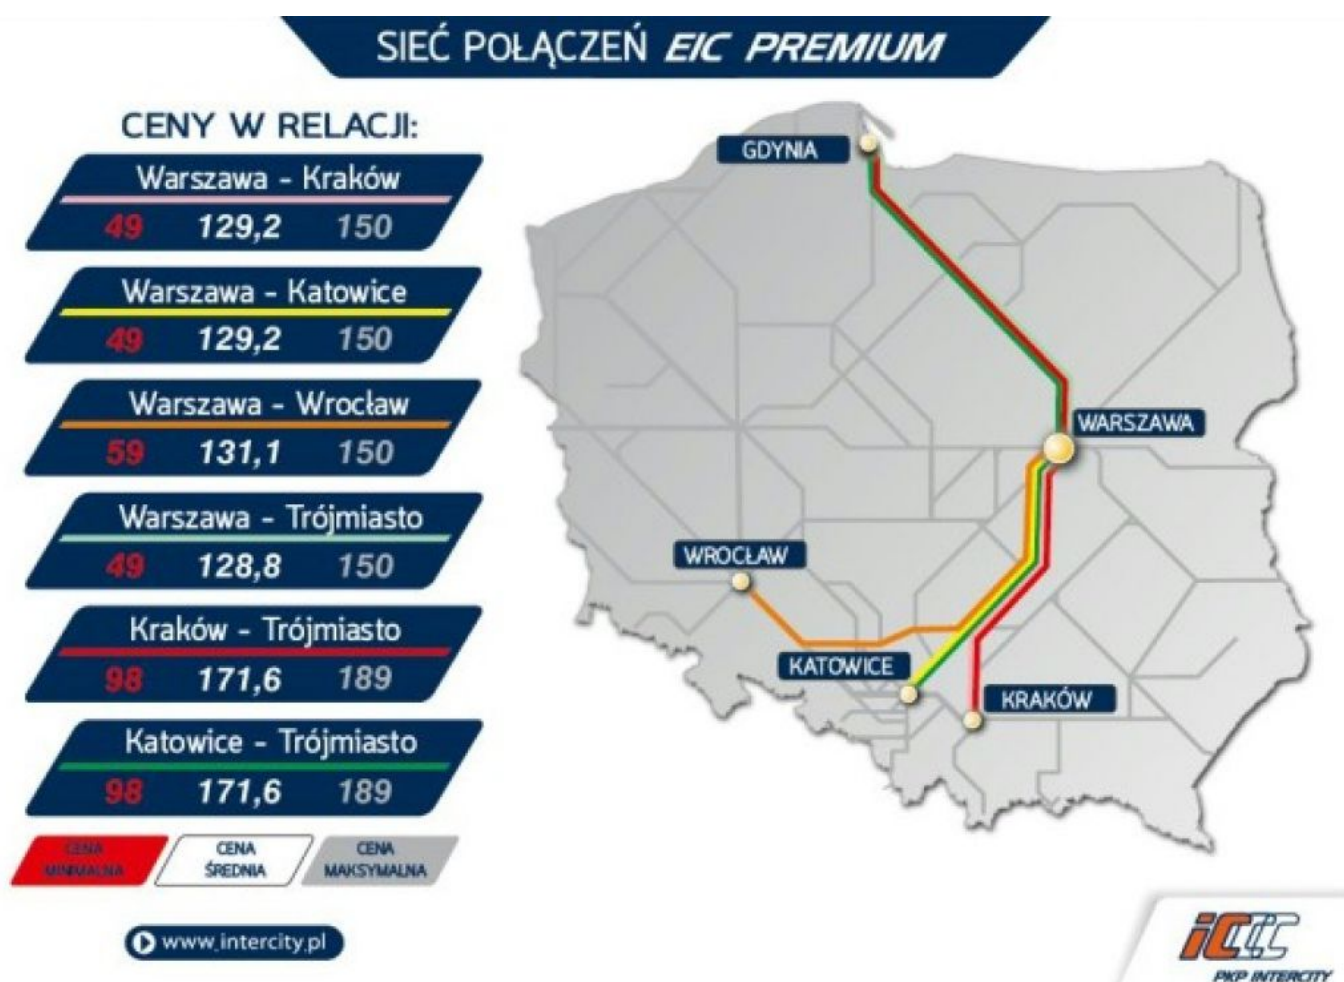 SIEĆ POŁĄCZEŃ EIC PREMIUM
CENY W RELACJI:
Warszawa - Kraków
49 129,2 150
Warszawa - Katowice
49 129,2 150
Warszawa - Wrocław
59 131,1 150
Warszawa - Trójmiasto
49 128,8 150
Kraków - Trójmiasto
98 171,6 189
Katowice - Trójmiasto
98 171,6 189
CENA MINIMALNA
CENA ŚREDNIA
CENA MAKSYMALNA
www.intercity.pl
GDYNIA
WARSZAWA
WROCŁAW
KATOWICE
KRAKÓW
iCCC
PKP INTERCITY